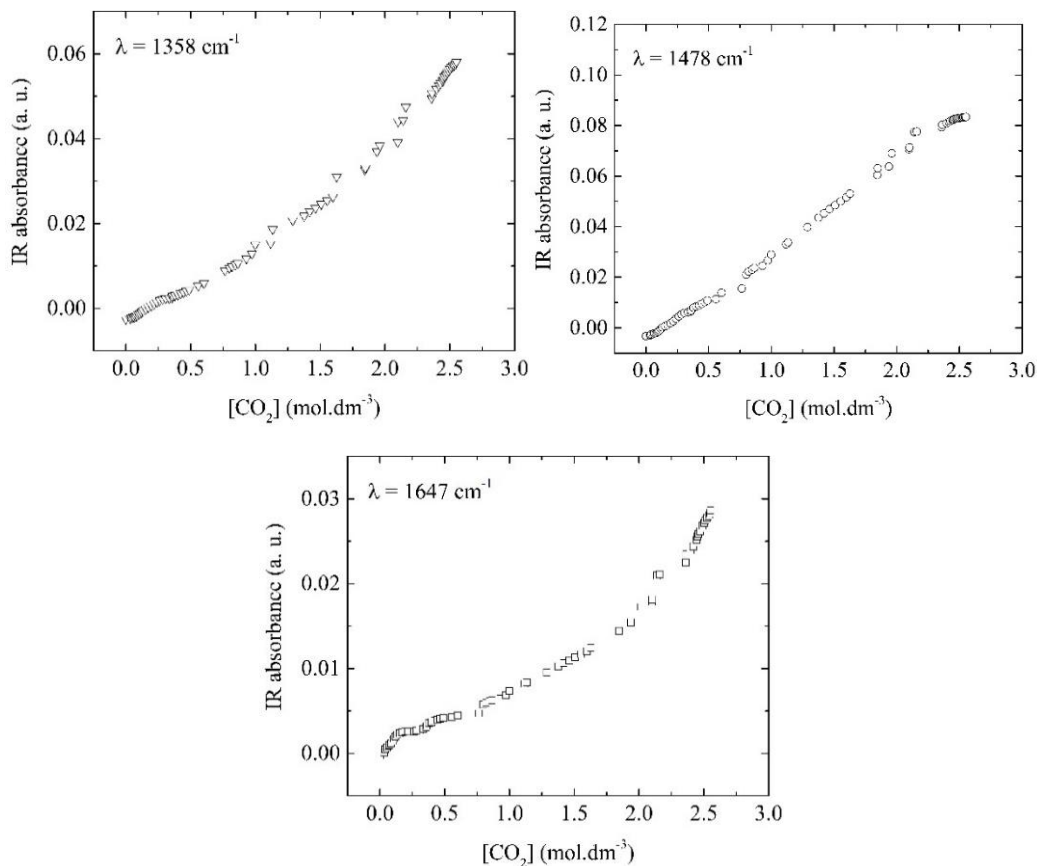 λ = 1358 cm⁻¹
IR absorbancc (a. u.)
0.06
0.04
0.02
0.00
0.0 0.5 1.0 1.5 2.0 2.5 3.0
[CO₂] (mol.dm⁻³)
λ = 1478 cm⁻¹
IR absorbancc (a. u.)
0.12
0.10
0.08
0.06
0.04
0.02
0.00
0.0 0.5 1.0 1.5 2.0 2.5 3.0
[CO₂] (mol.dm⁻³)
λ = 1647 cm⁻¹
IR absorbancc (a. u.)
0.03
0.02
0.01
0.00
0.0 0.5 1.0 1.5 2.0 2.5 3.0
[CO₂] (mol.dm⁻³)